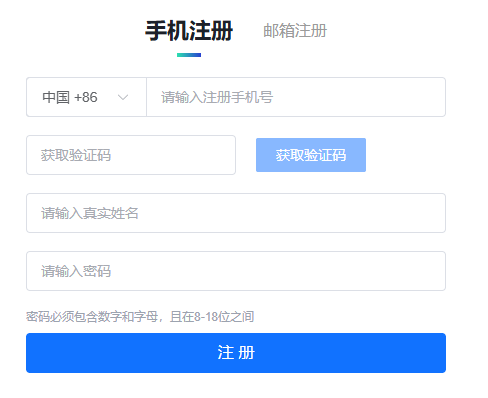 手机注册 邮箱注册
中国 +86 请输入注册手机号
获取验证码 获取验证码
请输入真实姓名
请输入密码
密码必须包含数字和字母，且在8-18位之间
注 册